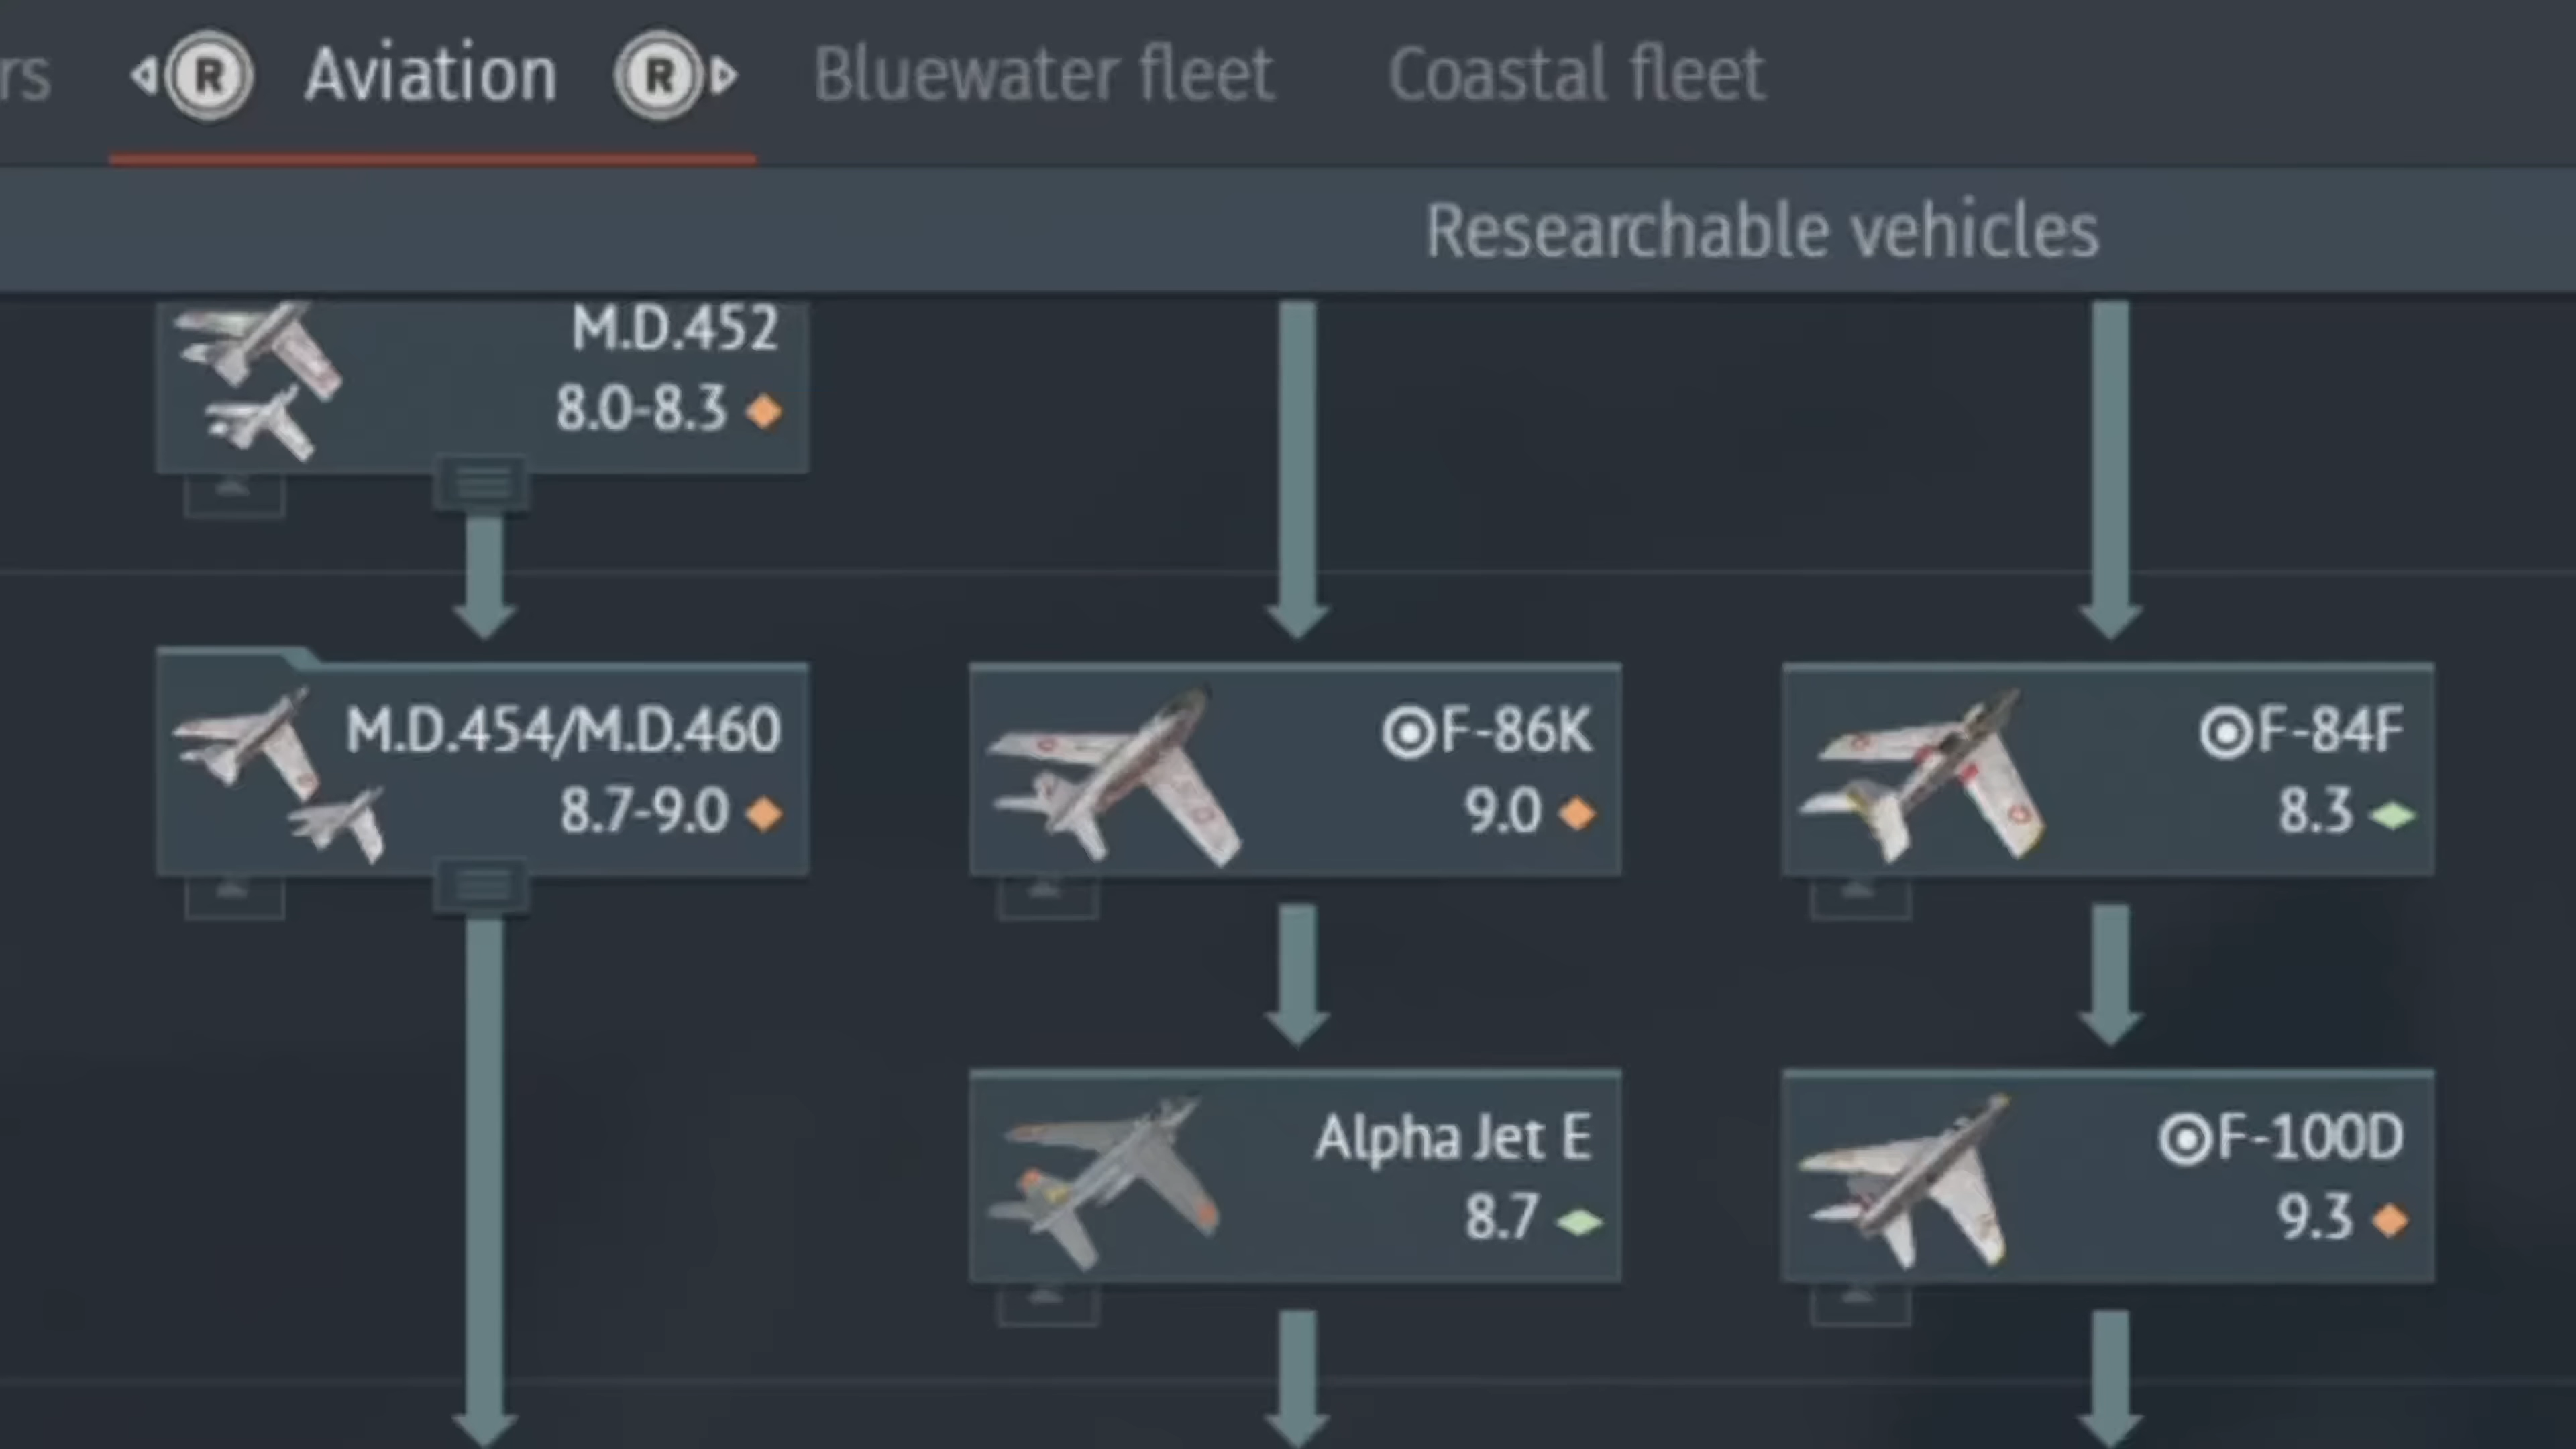 rs R Aviation R Bluewater fleet Coastal fleet
Researchable vehicles
M.D.452
8.0-8.3
M.D.454/M.D.460
8.7-9.0
F-86K
9.0
F-84F
8.3
Alpha Jet E
8.7
F-100D
9.3